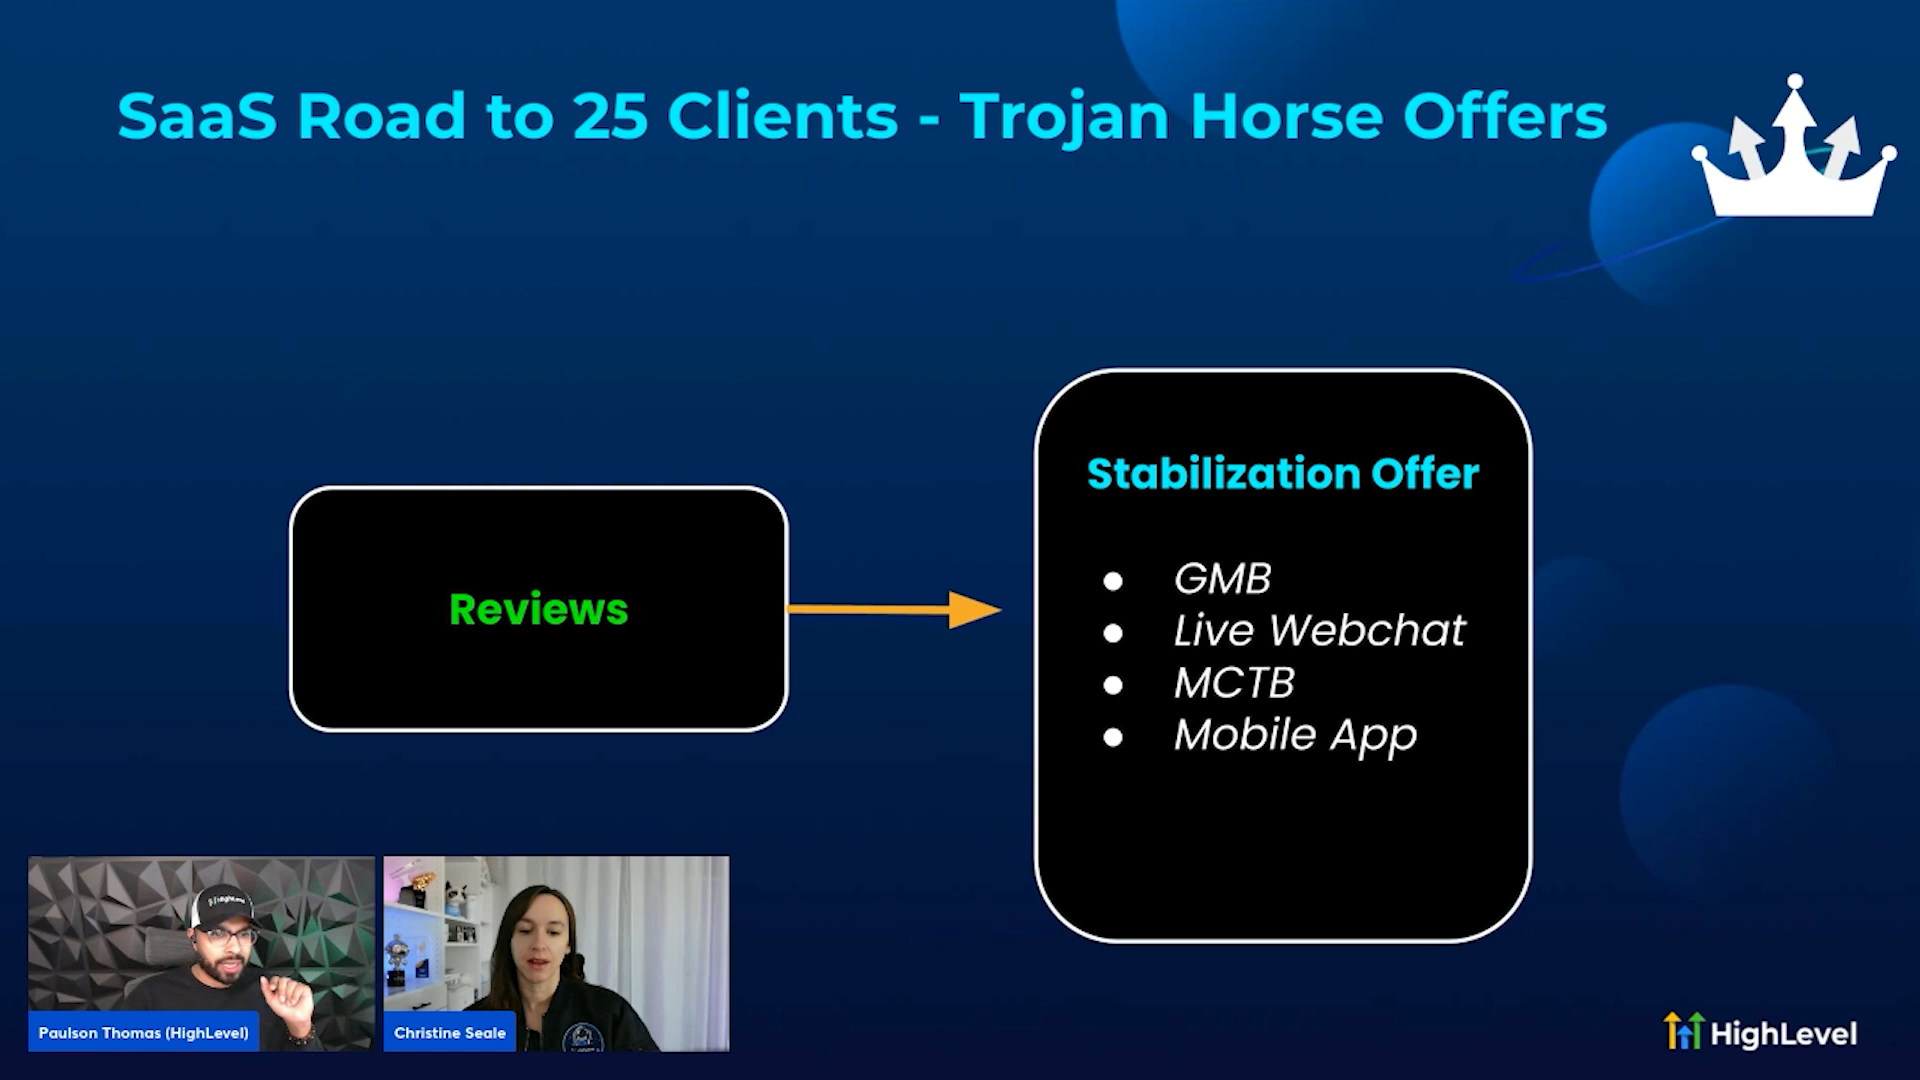 SaaS Road to 25 Clients - Trojan Horse Offers
Reviews
Stabilization Offer
● GMB
● Live Webchat
● MCTB
● Mobile App
HighLevel
Paulson Thomas (HighLevel)
Christine Seale
HighLevel